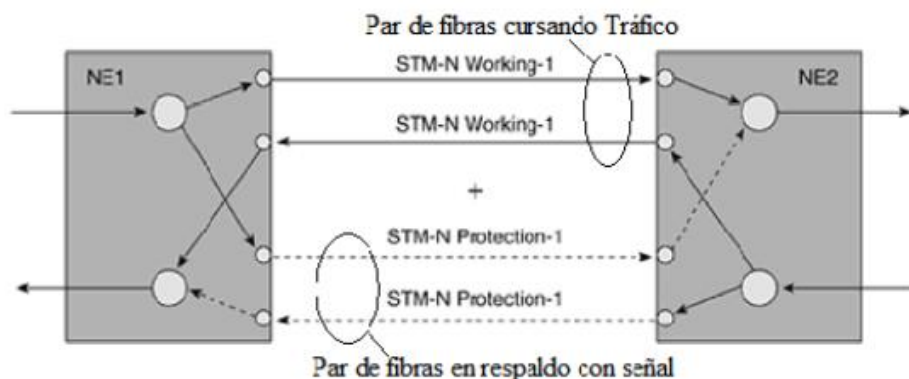 Par de fibras cursando Tráfico
STM-N Working-1
NE1
NE2
STM-N Working-1
+
STM-N Protection-1
STM-N Protection-1
Par de fibras en respaldo con señal